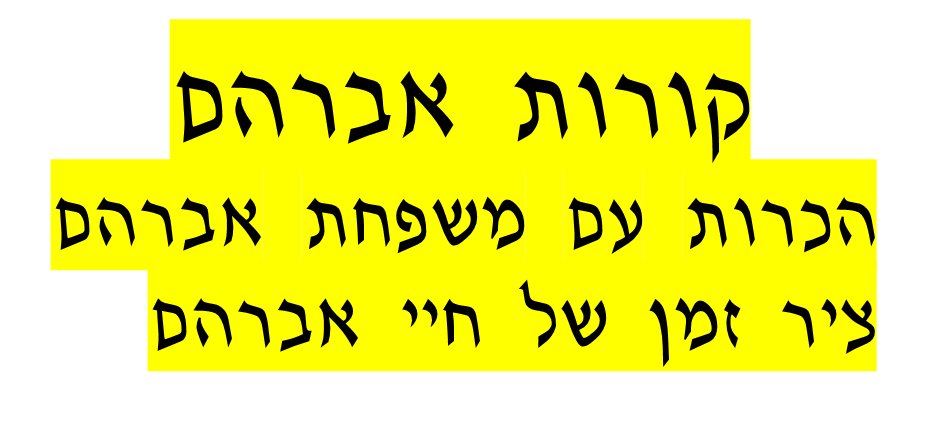 קורות אברהם
הכרות עם משפחת אברהם
ציר זמן של חיי אברהם